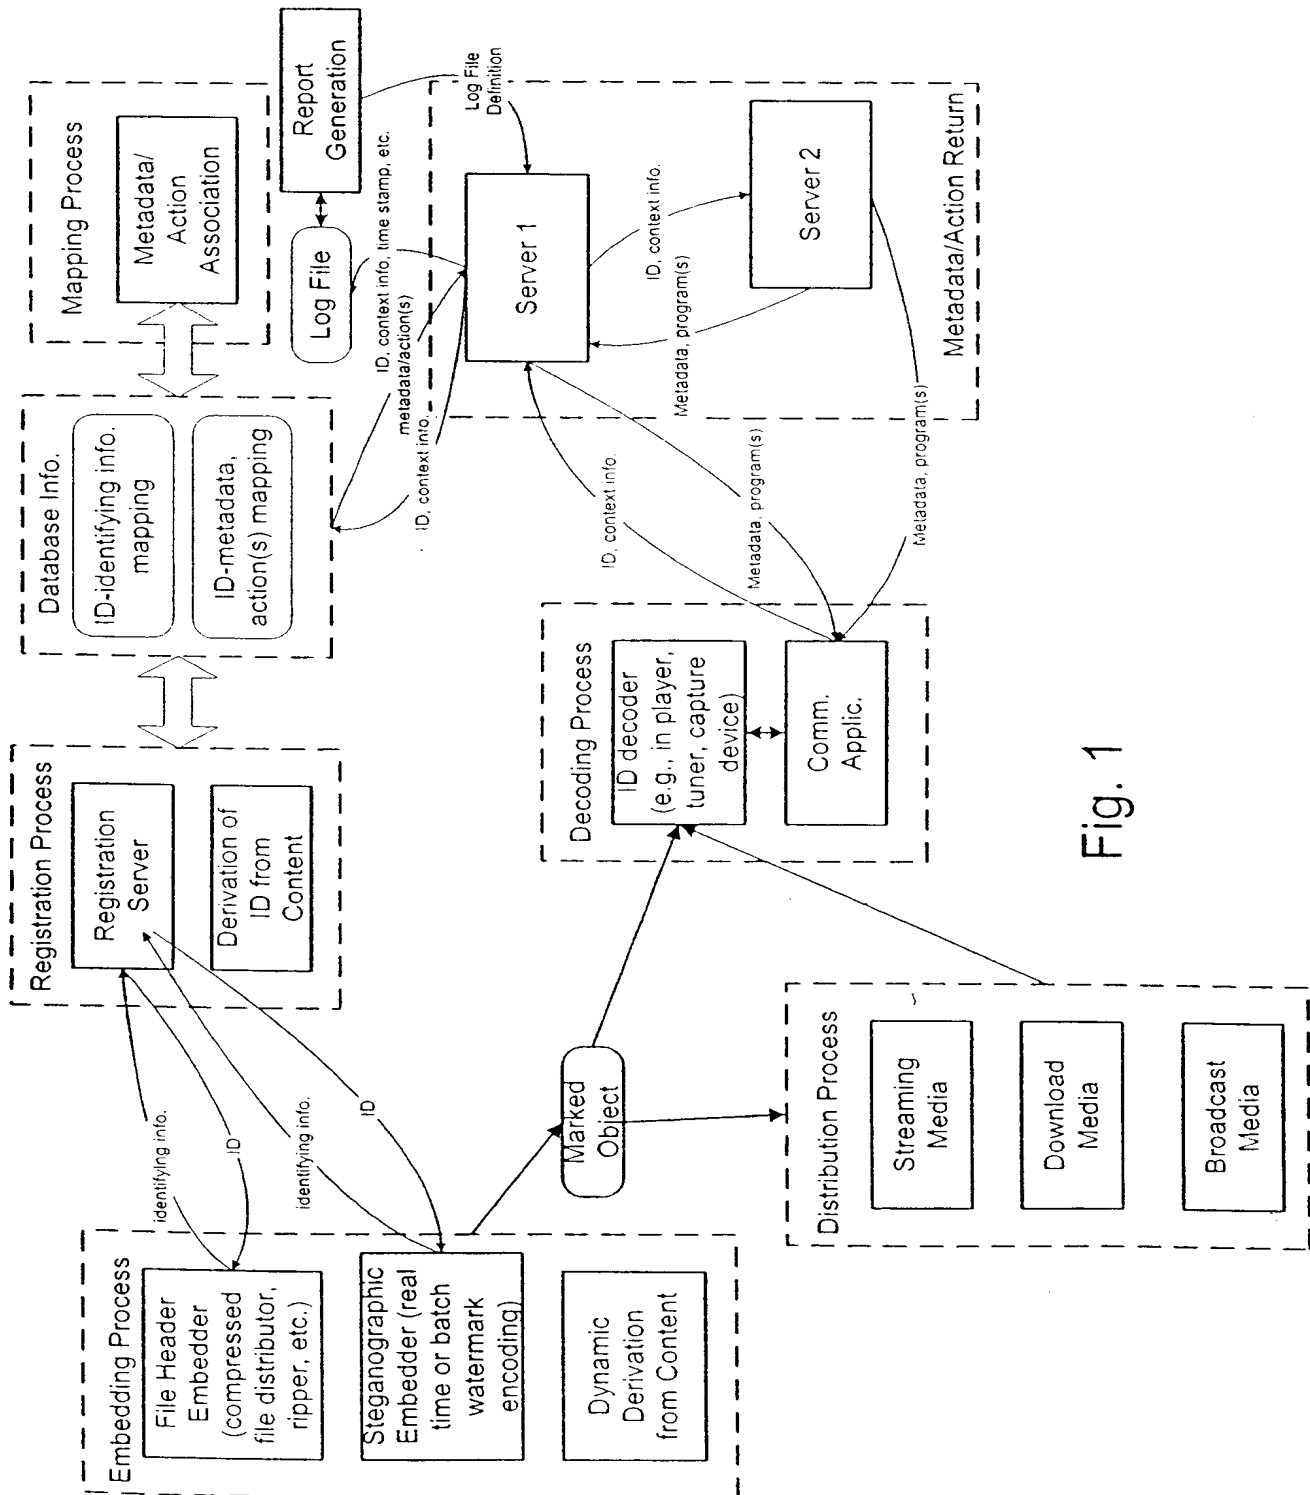 Embedding Process
File Header
Embedder
(compressed
file distributor,
ripper, etc.)
Steganographic
Embedder (real
time or batch
watermark
encoding)
Dynamic
Derivation
from Content
identifying info.
ID
identifying info.
ID
Registration Process
Registration
Server
Derivation of
ID from
Content
Database Info.
ID-identifying info.
mapping
ID-metadata,
action(s) mapping
Mapping Process
Metadata/
Action
Association
Report
Generation
Log File
Log File
Definition
ID, context info, time stamp, etc.
metadata/action(s)
ID, context info.
Server 1
ID, context info.
Metadata, program(s)
Server 2
Metadata/Action Return
ID, context info.
Metadata, program(s)
Metadata, program(s)
Marked
Object
Decoding Process
ID decoder
(e.g., in player,
tuner, capture
device)
Comm.
Applic.
Distribution Process
Streaming
Media
Download
Media
Broadcast
Media
Fig. 1